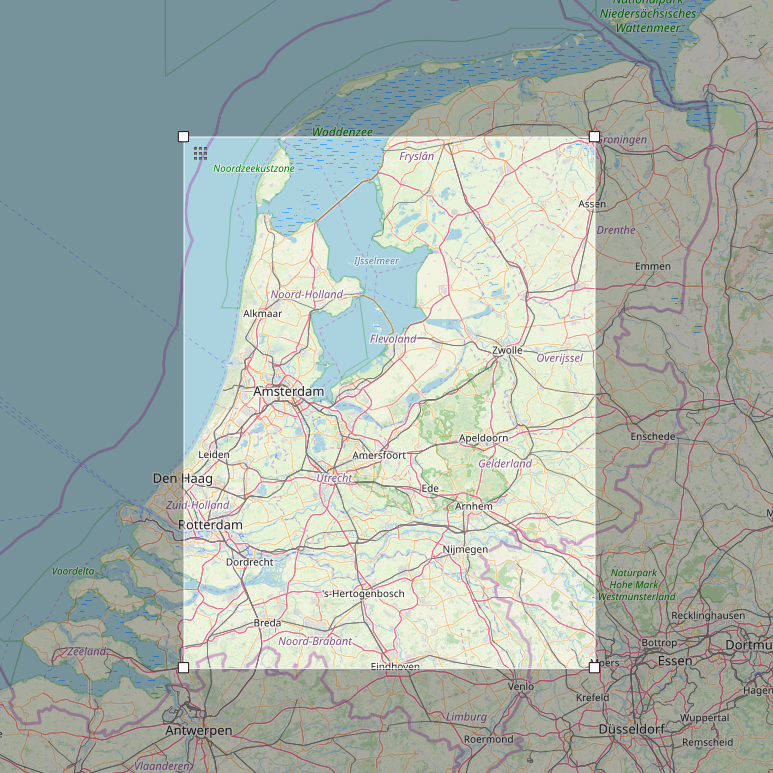 Nationalpark
Niedersächsisches
Wattenmeer
Waddenzee
Groningen
Fryslân
Noordzeekustzone
Assen
Drenthe
IJsselmeer
Emmen
Noord-Holland
Alkmaar
Flevoland
Zwolle
Overijssel
Amsterdam
Enschede
Apeldoorn
Leiden
Amersfoort
Gelderland
Den Haag
Utrecht
Ede
Zuid-Holland
Arnhem
Rotterdam
Nijmegen
Dordrecht
Voordelta
Naturpark
Hohe Mark
Westmünsterland
's-Hertogenbosch
Recklinghausen
Breda
Noord-Brabant
Bottrop
Dortmu
Zeeland
Essen
Eindhoven
Venlo
Hagen
Krefeld
Limburg
Wuppertal
Antwerpen
Düsseldorf
Roermond
Remscheid
Vlaanderen